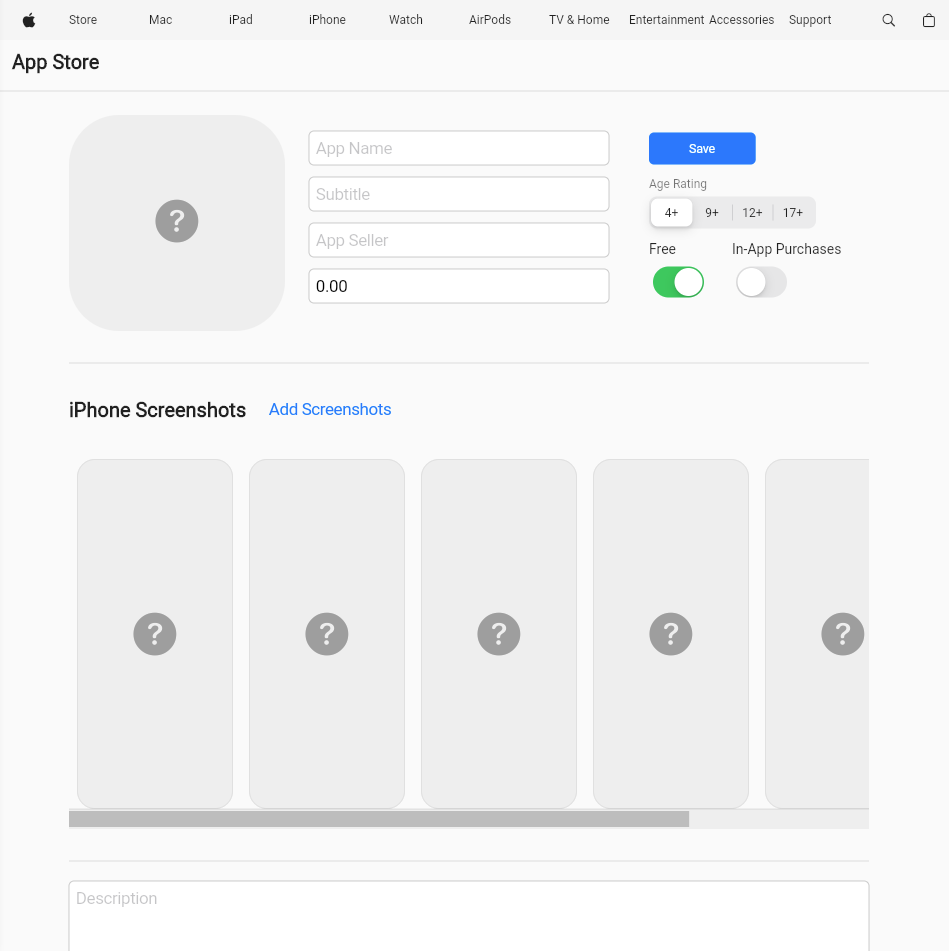 Store Mac iPad iPhone Watch AirPods TV & Home Entertainment Accessories Support
App Store
App Name
Subtitle
App Seller
0.00
Save
Age Rating
4+ 9+ 12+ 17+
Free In-App Purchases
iPhone Screenshots Add Screenshots
? 
? ? ? ? ?
Description